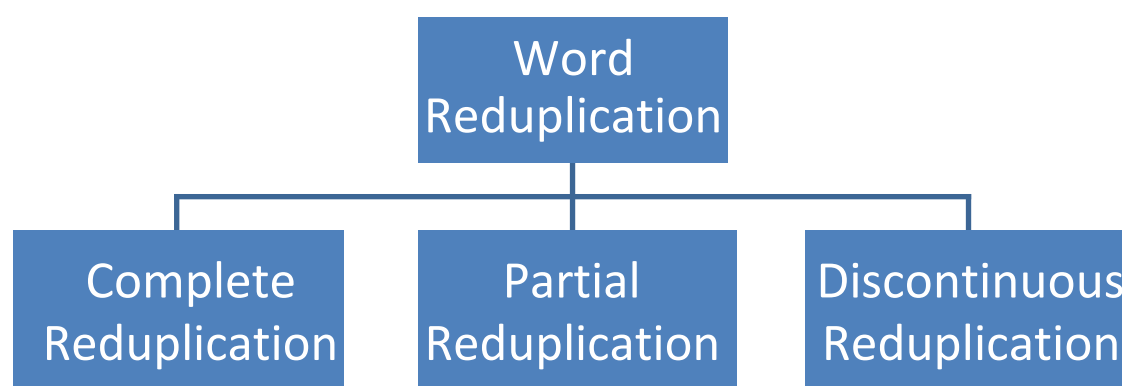 Word
Reduplication
Complete
Reduplication
Partial
Reduplication
Discontinuous
Reduplication